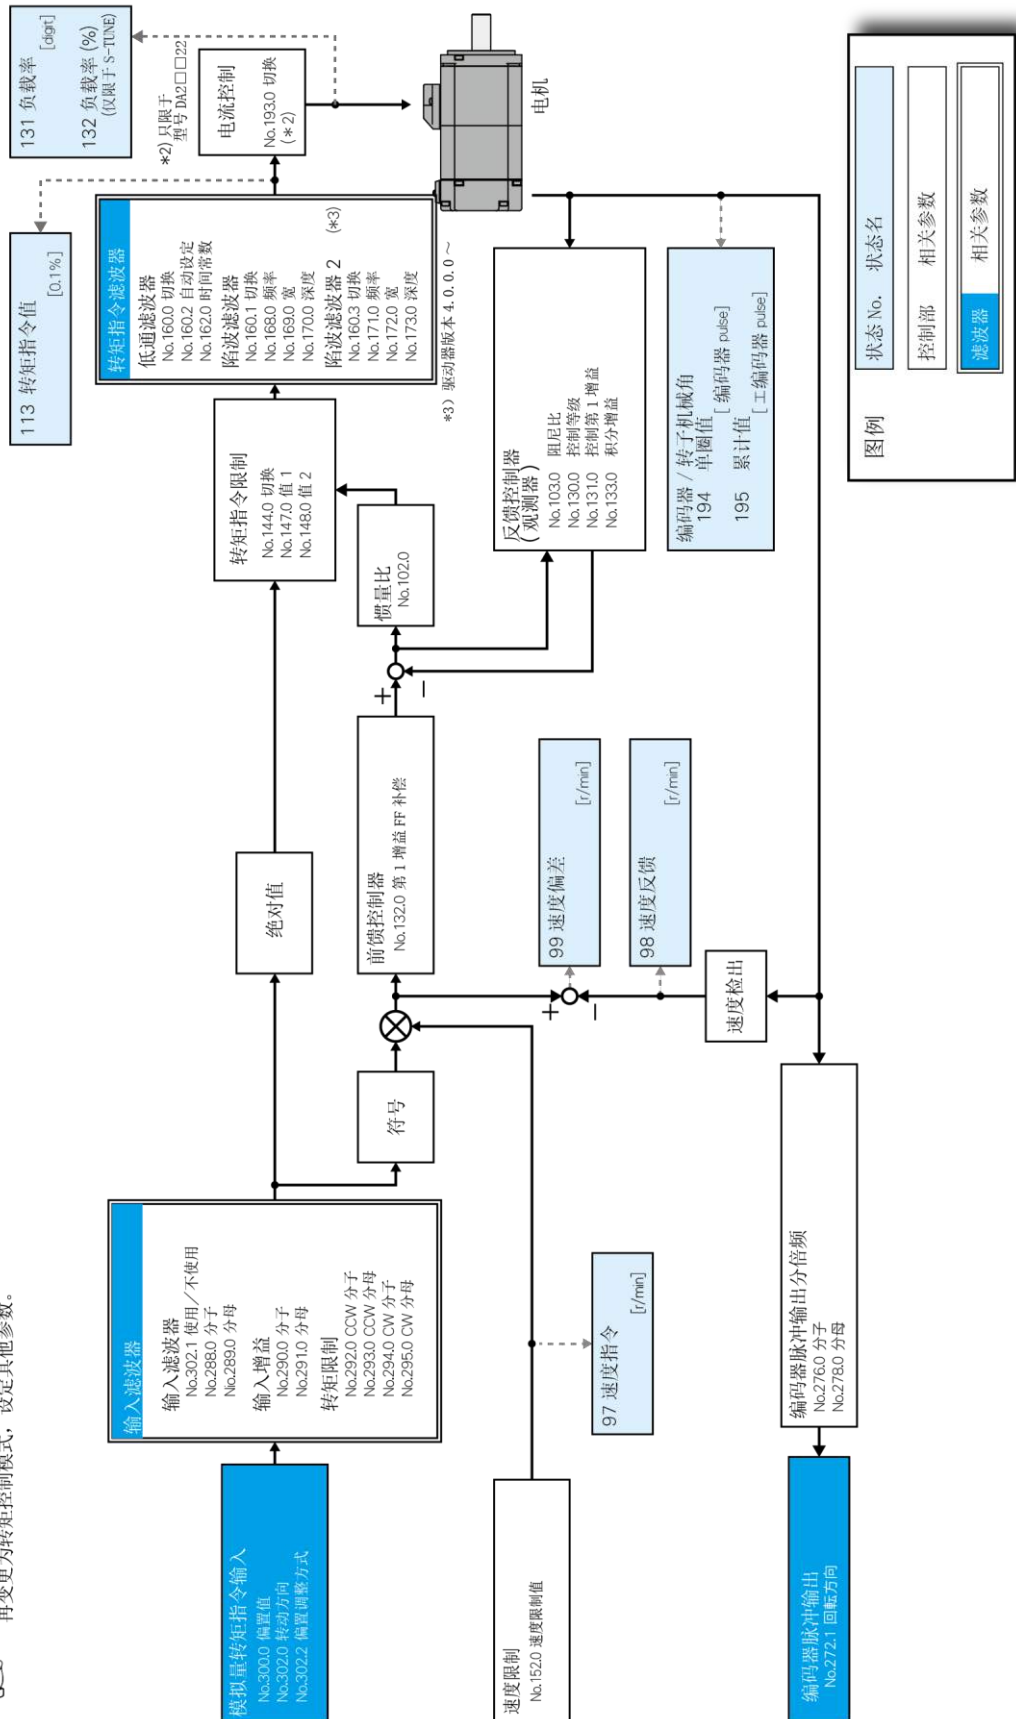 再变更为转矩控制模式，设定其他参数。
模拟量转矩指令输入
No.300.0 偏置值
No.302.0 转动方向
No.302.2 偏置调整方式
输入滤波器
输入滤波器
No.302.1 使用／不使用
No.288.0 分子
No.289.0 分母
输入增益
No.290.0 分子
No.291.0 分母
转矩限制
No.292.0 CCW 分子
No.293.0 CCW 分母
No.294.0 CW 分子
No.295.0 CW 分母
绝对值
符号
转矩指令限制
No.144.0 切换
No.147.0 值 1
No.148.0 值 2
转矩指令滤波器
低通滤波器
No.160.0 切换
No.160.2 自动设定
No.162.0 时间常数
陷波滤波器
No.160.1 切换
No.168.0 频率
No.169.0 宽
No.170.0 深度
陷波滤波器 2 (*3)
No.160.3 切换
No.171.0 频率
No.172.0 宽
No.173.0 深度
*3）驱动器版本 4. 0. 0. 0 ～
113 转矩指令值
[0.1%]
131 负载率
[digit]
132 负载率 (%)
(仅限于 S-TUNE)
*2) 只限于
型号 DA2□□22
电流控制
No.193.0 切换
(＊2)
电机
前馈控制器
No.132.0 第 1 增益 FF 补偿
+
−
惯量比
No.102.0
反馈控制器
(观测器)
No.103.0 阻尼比
No.130.0 控制等级
No.131.0 控制第 1 增益
No.133.0 积分增益
速度限制
No.152.0 速度限制值
97 速度指令
[r/min]
+
−
99 速度偏差
[r/min]
98 速度反馈
[r/min]
速度检出
编码器 / 转子机械角
194 单圈值
[ 编码器 pulse]
195 累计值
[ 工编码器 pulse]
编码器脉冲输出分倍频
No.276.0 分子
No.278.0 分母
编码器脉冲输出
No.272.1 回転方向
图例
状态 No. 状态名
控制部 相关参数
滤波器 相关参数